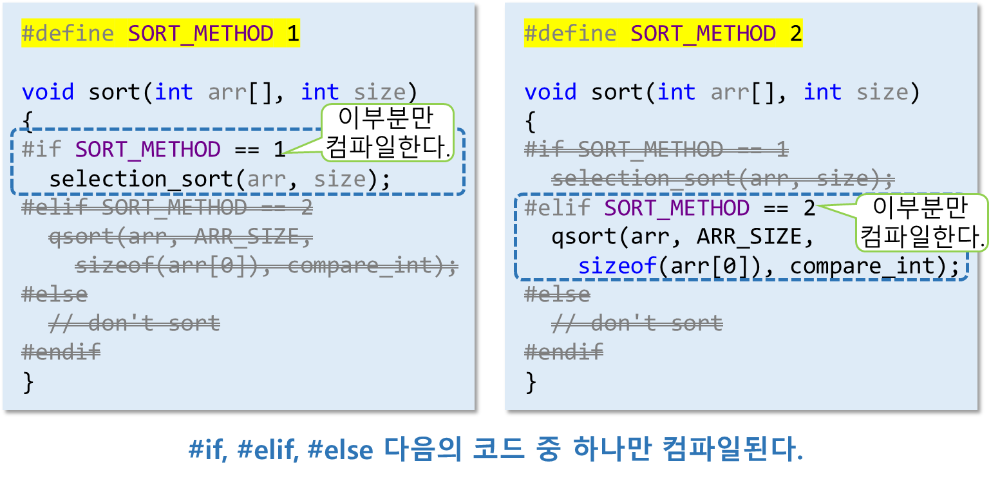 #define SORT_METHOD 1
void sort(int arr[], int size)
{
#if SORT_METHOD == 1
selection_sort(arr, size);
#elif SORT_METHOD == 2
qsort(arr, ARR_SIZE,
sizeof(arr[0]), compare_int);
#else
// don't sort
#endif
}
이부분만
컴파일한다.
#define SORT_METHOD 2
void sort(int arr[], int size)
{
#if SORT_METHOD == 1
selection_sort(arr, size);
#elif SORT_METHOD == 2
qsort(arr, ARR_SIZE,
sizeof(arr[0]), compare_int);
#else
// don't sort
#endif
}
이부분만
컴파일한다.
#if, #elif, #else 다음의 코드 중 하나만 컴파일된다.